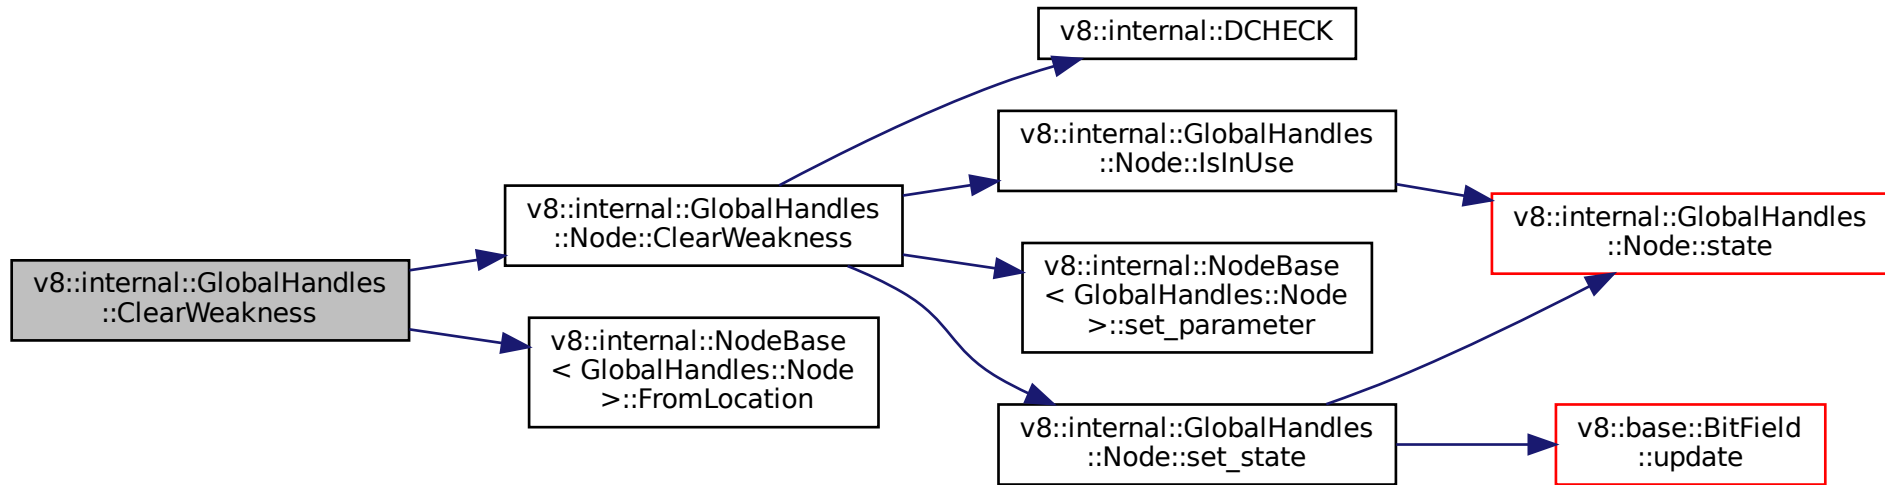 v8::internal::GlobalHandles
::ClearWeakness
v8::internal::GlobalHandles
::Node::ClearWeakness
v8::internal::NodeBase
< GlobalHandles::Node
>::FromLocation
v8::internal::DCHECK
v8::internal::GlobalHandles
::Node::IsInUse
v8::internal::NodeBase
< GlobalHandles::Node
>::set_parameter
v8::internal::GlobalHandles
::Node::set_state
v8::internal::GlobalHandles
::Node::state
v8::base::BitField
::update